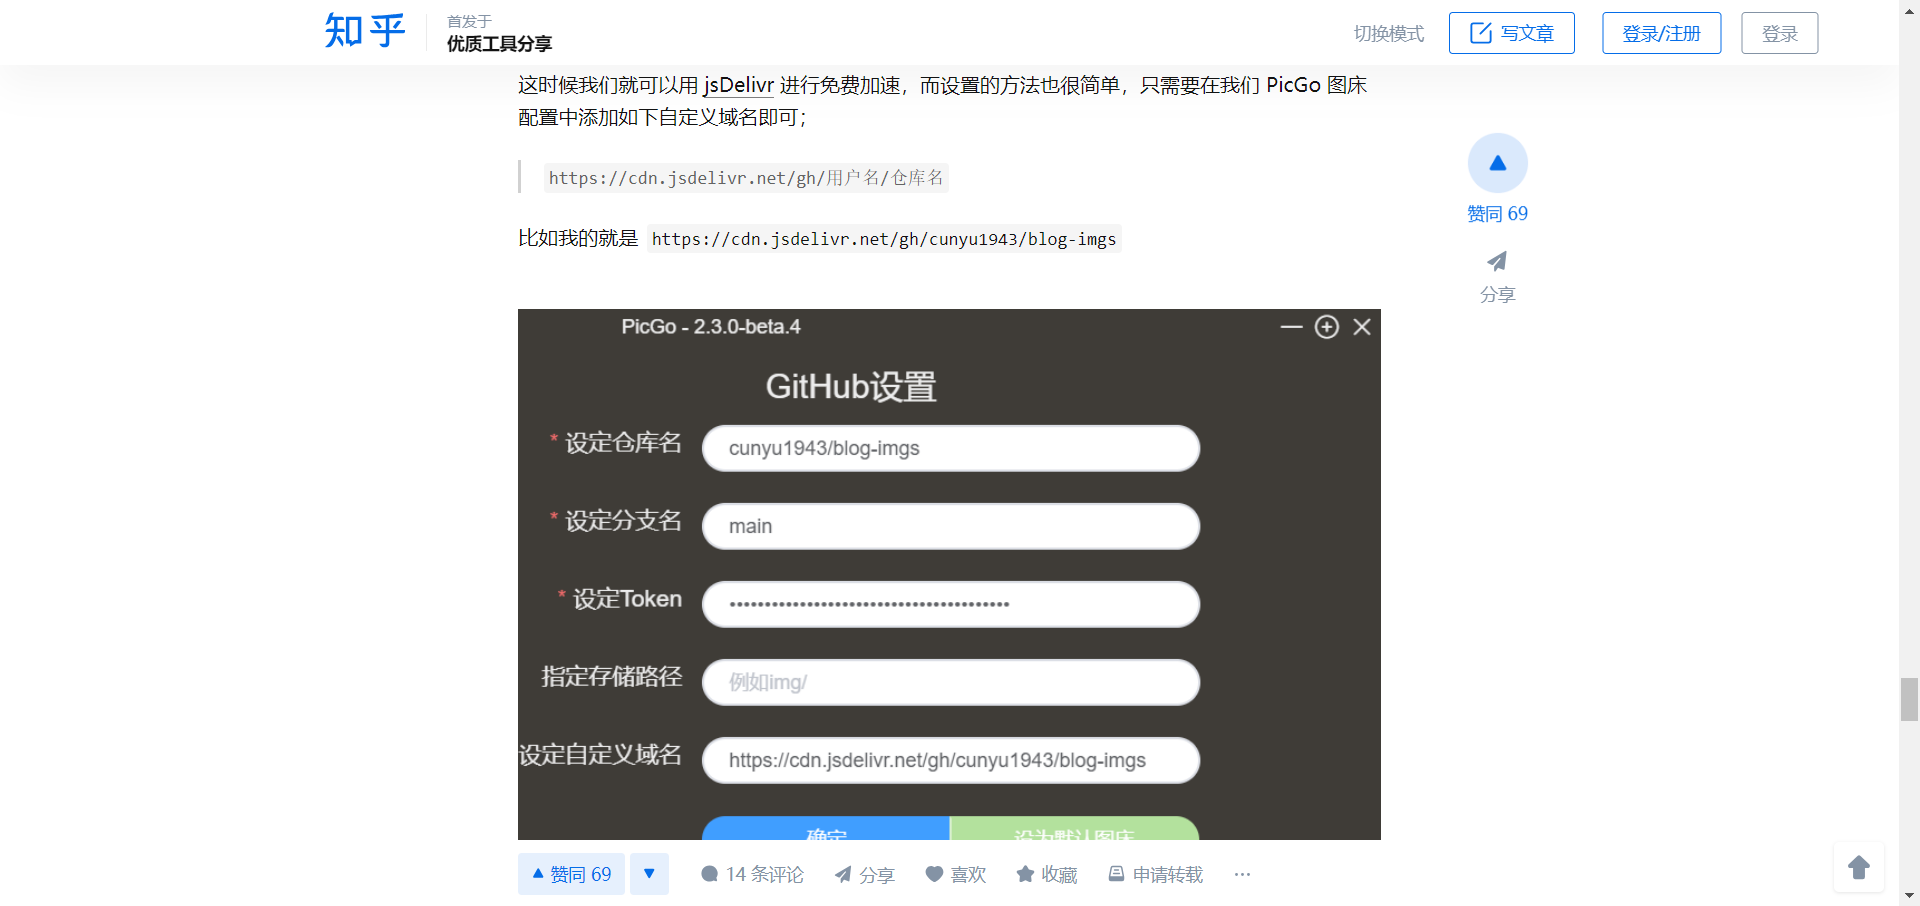 知乎
首发于
优质工具分享
切换模式
写文章
登录/注册
登录
这时候我们就可以用 jsDelivr 进行免费加速，而设置的方法也很简单，只需要在我们 PicGo 图床
配置中添加如下自定义域名即可；
https://cdn.jsdelivr.net/gh/用户名/仓库名
比如我的就是 https://cdn.jsdelivr.net/gh/cunyu1943/blog-imgs
赞同 69
分享
PicGo - 2.3.0-beta.4
GitHub设置
* 设定仓库名 cunyu1943/blog-imgs
* 设定分支名 main
* 设定Token ••••••••••••••••••••••••••••••••••••••••
指定存储路径 例如img/
设定自定义域名 https://cdn.jsdelivr.net/gh/cunyu1943/blog-imgs
确定 设为默认图床
赞同 69
14 条评论
分享
喜欢
收藏
申请转载
···